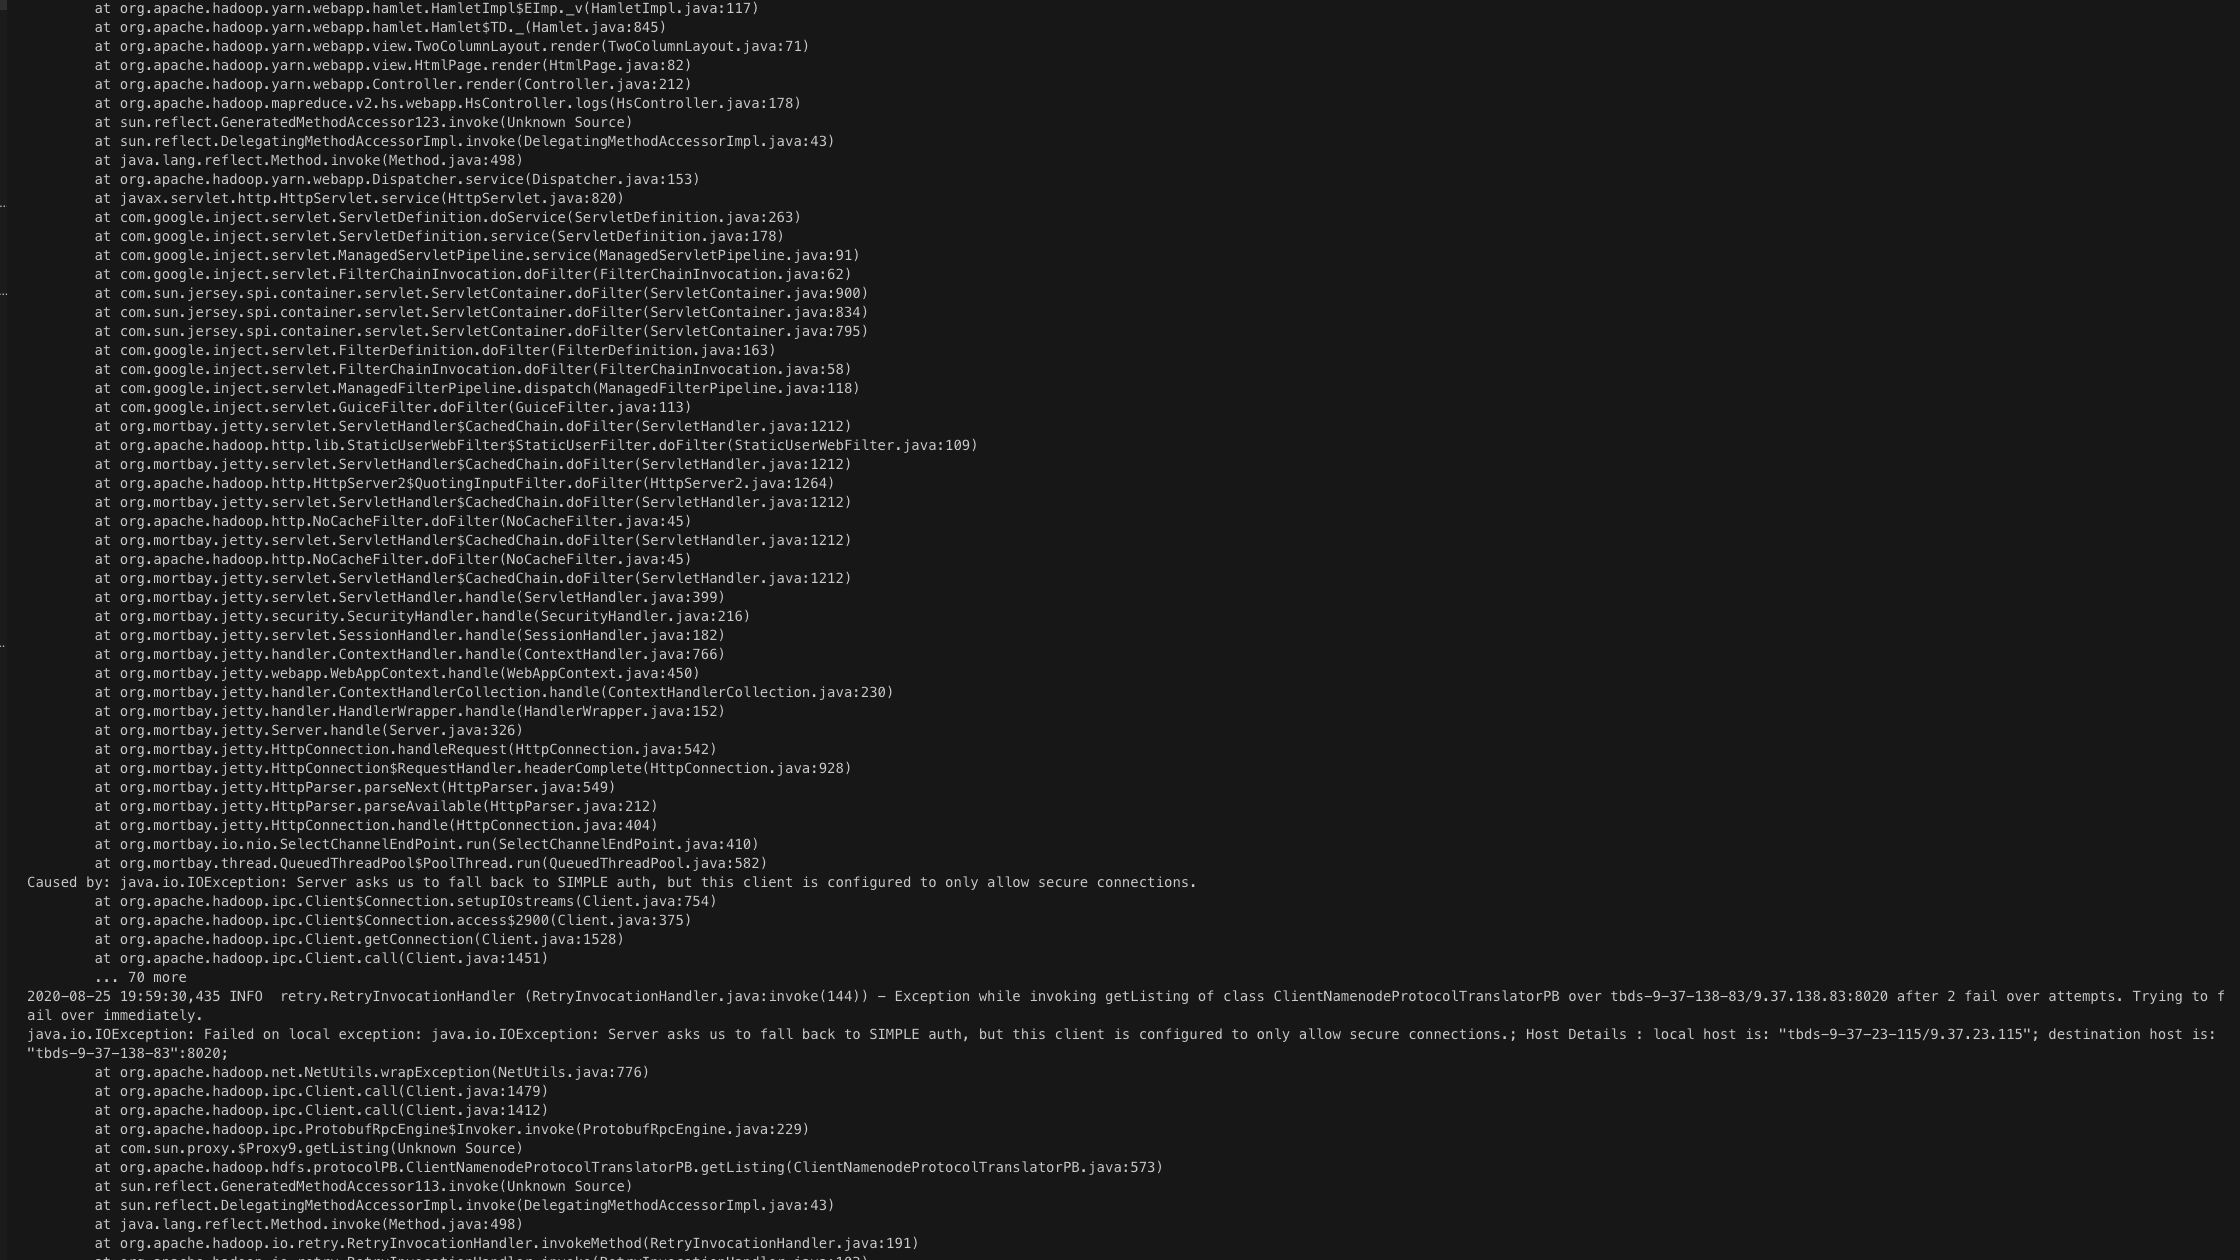 at org.apache.hadoop.yarn.webapp.hamlet.HamletImpl$EImp._v(HamletImpl.java:117)
at org.apache.hadoop.yarn.webapp.hamlet.Hamlet$TD._(Hamlet.java:845)
at org.apache.hadoop.yarn.webapp.view.TwoColumnLayout.render(TwoColumnLayout.java:71)
at org.apache.hadoop.yarn.webapp.view.HtmlPage.render(HtmlPage.java:82)
at org.apache.hadoop.yarn.webapp.Controller.render(Controller.java:212)
at org.apache.hadoop.mapreduce.v2.hs.webapp.HsController.logs(HsController.java:178)
at sun.reflect.GeneratedMethodAccessor123.invoke(Unknown Source)
at sun.reflect.DelegatingMethodAccessorImpl.invoke(DelegatingMethodAccessorImpl.java:43)
at java.lang.reflect.Method.invoke(Method.java:498)
at org.apache.hadoop.yarn.webapp.Dispatcher.service(Dispatcher.java:153)
at javax.servlet.http.HttpServlet.service(HttpServlet.java:820)
at com.google.inject.servlet.ServletDefinition.doService(ServletDefinition.java:263)
at com.google.inject.servlet.ServletDefinition.service(ServletDefinition.java:178)
at com.google.inject.servlet.ManagedServletPipeline.service(ManagedServletPipeline.java:91)
at com.google.inject.servlet.FilterChainInvocation.doFilter(FilterChainInvocation.java:62)
at com.sun.jersey.spi.container.servlet.ServletContainer.doFilter(ServletContainer.java:900)
at com.sun.jersey.spi.container.servlet.ServletContainer.doFilter(ServletContainer.java:834)
at com.sun.jersey.spi.container.servlet.ServletContainer.doFilter(ServletContainer.java:795)
at com.google.inject.servlet.FilterDefinition.doFilter(FilterDefinition.java:163)
at com.google.inject.servlet.FilterChainInvocation.doFilter(FilterChainInvocation.java:58)
at com.google.inject.servlet.ManagedFilterPipeline.dispatch(ManagedFilterPipeline.java:118)
at com.google.inject.servlet.GuiceFilter.doFilter(GuiceFilter.java:113)
at org.mortbay.jetty.servlet.ServletHandler$CachedChain.doFilter(ServletHandler.java:1212)
at org.apache.hadoop.http.lib.StaticUserWebFilter$StaticUserFilter.doFilter(StaticUserWebFilter.java:109)
at org.mortbay.jetty.servlet.ServletHandler$CachedChain.doFilter(ServletHandler.java:1212)
at org.apache.hadoop.http.HttpServer2$QuotingInputFilter.doFilter(HttpServer2.java:1264)
at org.mortbay.jetty.servlet.ServletHandler$CachedChain.doFilter(ServletHandler.java:1212)
at org.apache.hadoop.http.NoCacheFilter.doFilter(NoCacheFilter.java:45)
at org.mortbay.jetty.servlet.ServletHandler$CachedChain.doFilter(ServletHandler.java:1212)
at org.apache.hadoop.http.NoCacheFilter.doFilter(NoCacheFilter.java:45)
at org.mortbay.jetty.servlet.ServletHandler$CachedChain.doFilter(ServletHandler.java:1212)
at org.mortbay.jetty.servlet.ServletHandler.handle(ServletHandler.java:399)
at org.mortbay.jetty.security.SecurityHandler.handle(SecurityHandler.java:216)
at org.mortbay.jetty.servlet.SessionHandler.handle(SessionHandler.java:182)
at org.mortbay.jetty.handler.ContextHandler.handle(ContextHandler.java:766)
at org.mortbay.jetty.webapp.WebAppContext.handle(WebAppContext.java:450)
at org.mortbay.jetty.handler.ContextHandlerCollection.handle(ContextHandlerCollection.java:230)
at org.mortbay.jetty.handler.HandlerWrapper.handle(HandlerWrapper.java:152)
at org.mortbay.jetty.Server.handle(Server.java:326)
at org.mortbay.jetty.HttpConnection.handleRequest(HttpConnection.java:542)
at org.mortbay.jetty.HttpConnection$RequestHandler.headerComplete(HttpConnection.java:928)
at org.mortbay.jetty.HttpParser.parseNext(HttpParser.java:549)
at org.mortbay.jetty.HttpParser.parseAvailable(HttpParser.java:212)
at org.mortbay.jetty.HttpConnection.handle(HttpConnection.java:404)
at org.mortbay.io.nio.SelectChannelEndPoint.run(SelectChannelEndPoint.java:410)
at org.mortbay.thread.QueuedThreadPool$PoolThread.run(QueuedThreadPool.java:582)
Caused by: java.io.IOException: Server asks us to fall back to SIMPLE auth, but this client is configured to only allow secure connections.
at org.apache.hadoop.ipc.Client$Connection.setupIOstreams(Client.java:754)
at org.apache.hadoop.ipc.Client$Connection.access$2900(Client.java:375)
at org.apache.hadoop.ipc.Client.getConnection(Client.java:1528)
at org.apache.hadoop.ipc.Client.call(Client.java:1451)
... 70 more
2020-08-25 19:59:30,435 INFO  retry.RetryInvocationHandler (RetryInvocationHandler.java:invoke(144)) - Exception while invoking getListing of class ClientNamenodeProtocolTranslatorPB over tbds-9-37-138-83/9.37.138.83:8020 after 2 fail over attempts. Trying to f
ail over immediately.
java.io.IOException: Failed on local exception: java.io.IOException: Server asks us to fall back to SIMPLE auth, but this client is configured to only allow secure connections.; Host Details : local host is: "tbds-9-37-23-115/9.37.23.115"; destination host is:
"tbds-9-37-138-83":8020;
at org.apache.hadoop.net.NetUtils.wrapException(NetUtils.java:776)
at org.apache.hadoop.ipc.Client.call(Client.java:1479)
at org.apache.hadoop.ipc.Client.call(Client.java:1412)
at org.apache.hadoop.ipc.ProtobufRpcEngine$Invoker.invoke(ProtobufRpcEngine.java:229)
at com.sun.proxy.$Proxy9.getListing(Unknown Source)
at org.apache.hadoop.hdfs.protocolPB.ClientNamenodeProtocolTranslatorPB.getListing(ClientNamenodeProtocolTranslatorPB.java:573)
at sun.reflect.GeneratedMethodAccessor113.invoke(Unknown Source)
at sun.reflect.DelegatingMethodAccessorImpl.invoke(DelegatingMethodAccessorImpl.java:43)
at java.lang.reflect.Method.invoke(Method.java:498)
at org.apache.hadoop.io.retry.RetryInvocationHandler.invokeMethod(RetryInvocationHandler.java:191)